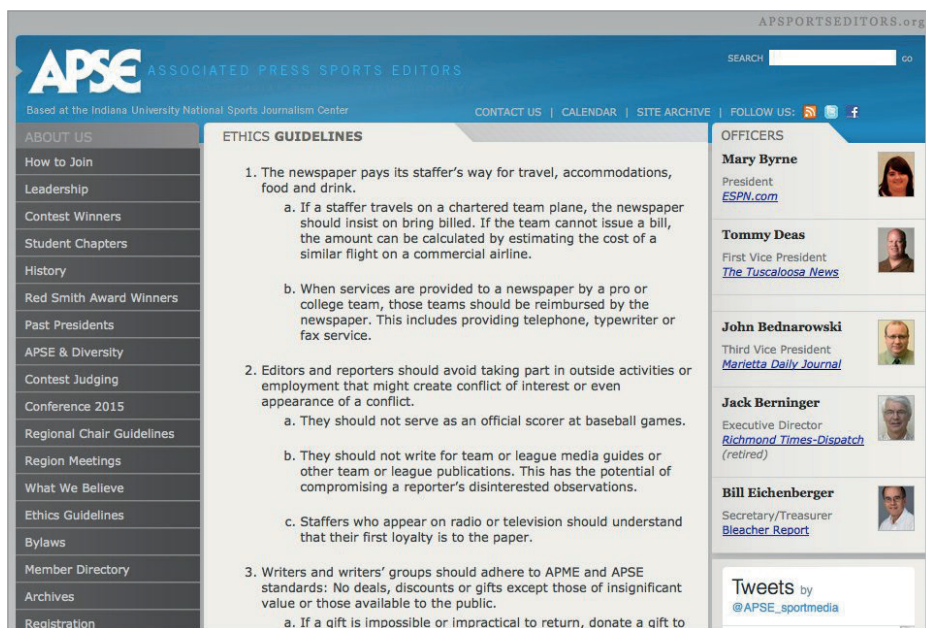 APSPORTSEDITORS.org
APSE ASSOCIATED PRESS SPORTS EDITORS
SEARCH GO
Based at the Indiana University National Sports Journalism Center
CONTACT US | CALENDAR | SITE ARCHIVE | FOLLOW US:
ABOUT US
How to Join
Leadership
Contest Winners
Student Chapters
History
Red Smith Award Winners
Past Presidents
APSE & Diversity
Contest Judging
Conference 2015
Regional Chair Guidelines
Region Meetings
What We Believe
Ethics Guidelines
Bylaws
Member Directory
Archives
Registration
ETHICS GUIDELINES
1. The newspaper pays its staffer's way for travel, accommodations,
food and drink.
a. If a staffer travels on a chartered team plane, the newspaper
should insist on bring billed. If the team cannot issue a bill,
the amount can be calculated by estimating the cost of a
similar flight on a commercial airline.
b. When services are provided to a newspaper by a pro or
college team, those teams should be reimbursed by the
newspaper. This includes providing telephone, typewriter or
fax service.
2. Editors and reporters should avoid taking part in outside activities or
employment that might create conflict of interest or even
appearance of a conflict.
a. They should not serve as an official scorer at baseball games.
b. They should not write for team or league media guides or
other team or league publications. This has the potential of
compromising a reporter's disinterested observations.
c. Staffers who appear on radio or television should understand
that their first loyalty is to the paper.
3. Writers and writers' groups should adhere to APME and APSE
standards: No deals, discounts or gifts except those of insignificant
value or those available to the public.
a. If a gift is impossible or impractical to return, donate a gift to
OFFICERS
Mary Byrne
President
ESPN.com
Tommy Deas
First Vice President
The Tuscaloosa News
John Bednarowski
Third Vice President
Marietta Daily Journal
Jack Berninger
Executive Director
Richmond Times-Dispatch
(retired)
Bill Eichenberger
Secretary/Treasurer
Bleacher Report
Tweets by
@APSE_sportmedia